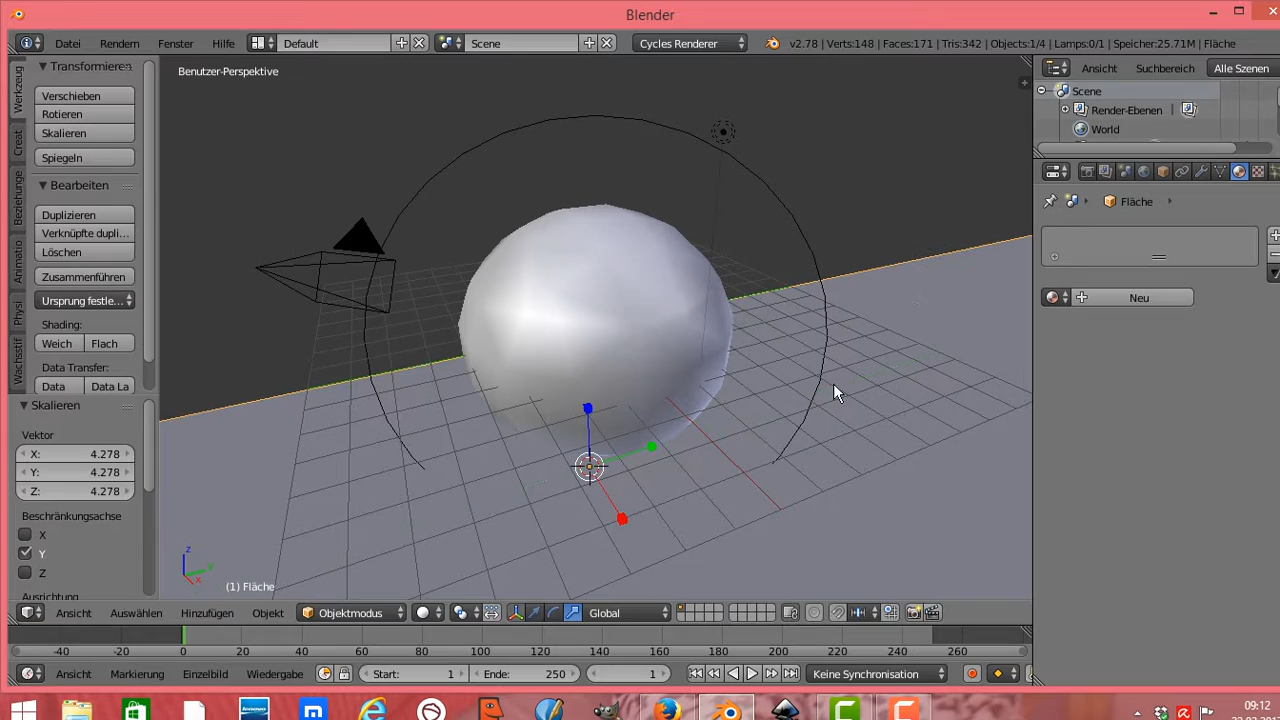 Blender
Datei Rendern Fenster Hilfe Default Scene Cycles Renderer v2.78 | Verts:148 | Faces:171 | Tris:342 | Objects:1/4 | Lamps:0/1 | Speicher:25.71M | Fläche
Transformieren
Verschieben
Rotieren
Skalieren
Spiegeln
Bearbeiten
Duplizieren
Verknüpfte dupli...
Löschen
Zusammenführen
Ursprung festle...
Shading:
Weich Flach
Data Transfer:
Data Data La
Werkzeug
Creat
Beziehunge
Animatio
Physi
Wachsstif
Skalieren
Vektor
X: 4.278
Y: 4.278
Z: 4.278
Beschränkungsachse
X
Y
Z
Ausrichtung
Benutzer-Perspektive
z
y
x
(1) Fläche
Ansicht Suchbereich Alle Szenen
Scene
Render-Ebenen
World
Fläche
Neu
Ansicht Auswählen Hinzufügen Objekt Objektmodus Global
-40 -20 0 20 40 60 80 100 120 140 160 180 200 220 240 260
Ansicht Markierung Einzelbild Wiedergabe Start: 1 Ende: 250 1 Keine Synchronisation
lenovo
09:12